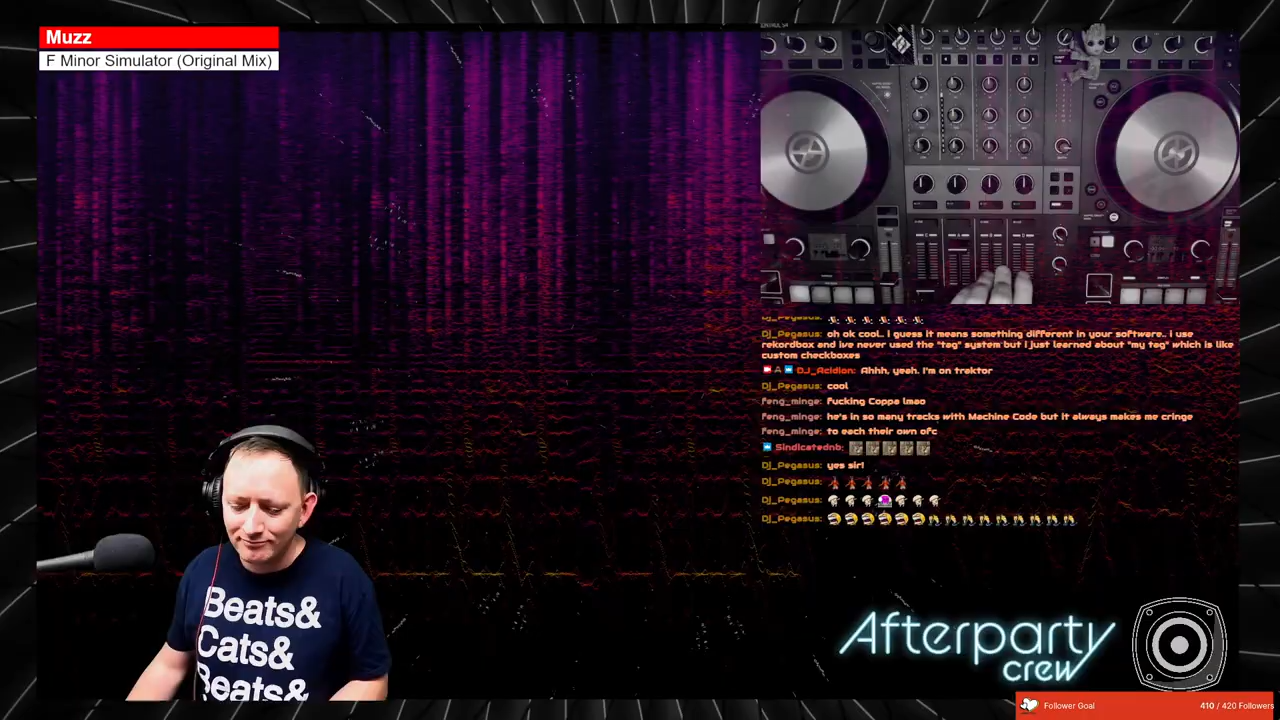 Muzz
F Minor Simulator (Original Mix)
Dj_Pegasus:
Dj_Pegasus: oh ok cool.. i guess it means something different in your software.. i use
rekordbox and ive never used the "tag" system but i just learned about "my tag" which is like
custom checkboxes
DJ_Acidion: Ahhh, yeah. I'm on traktor
Dj_Pegasus: cool
feng_minge: fucking Coppa lmao
feng_minge: he's in so many tracks with Machine Code but it always makes me cringe
feng_minge: to each their own ofc
Sindicatednb:
Dj_Pegasus: yes sir!
Dj_Pegasus:
Dj_Pegasus:
Dj_Pegasus:
Beats&
Cats&
Beats&
Afterparty
crew
Follower Goal
410 / 420 Followers